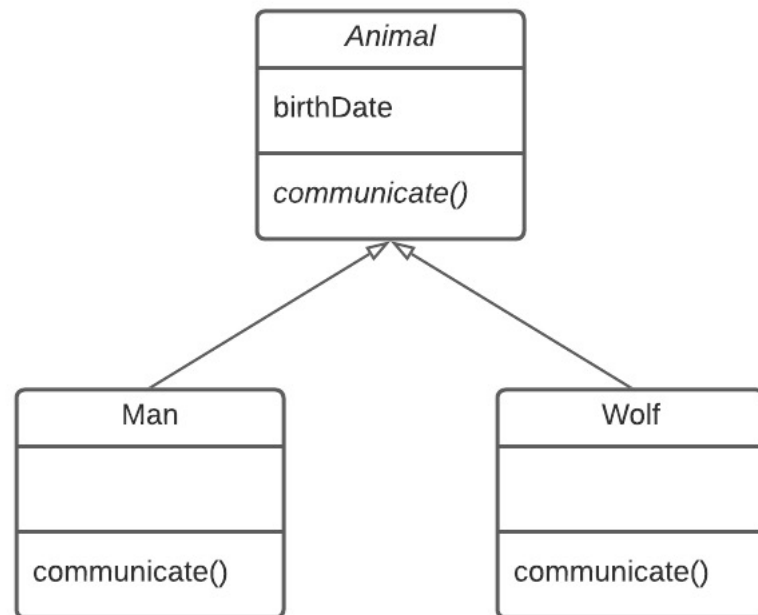 Animal
birthDate
communicate()
Man
Wolf
communicate()
communicate()